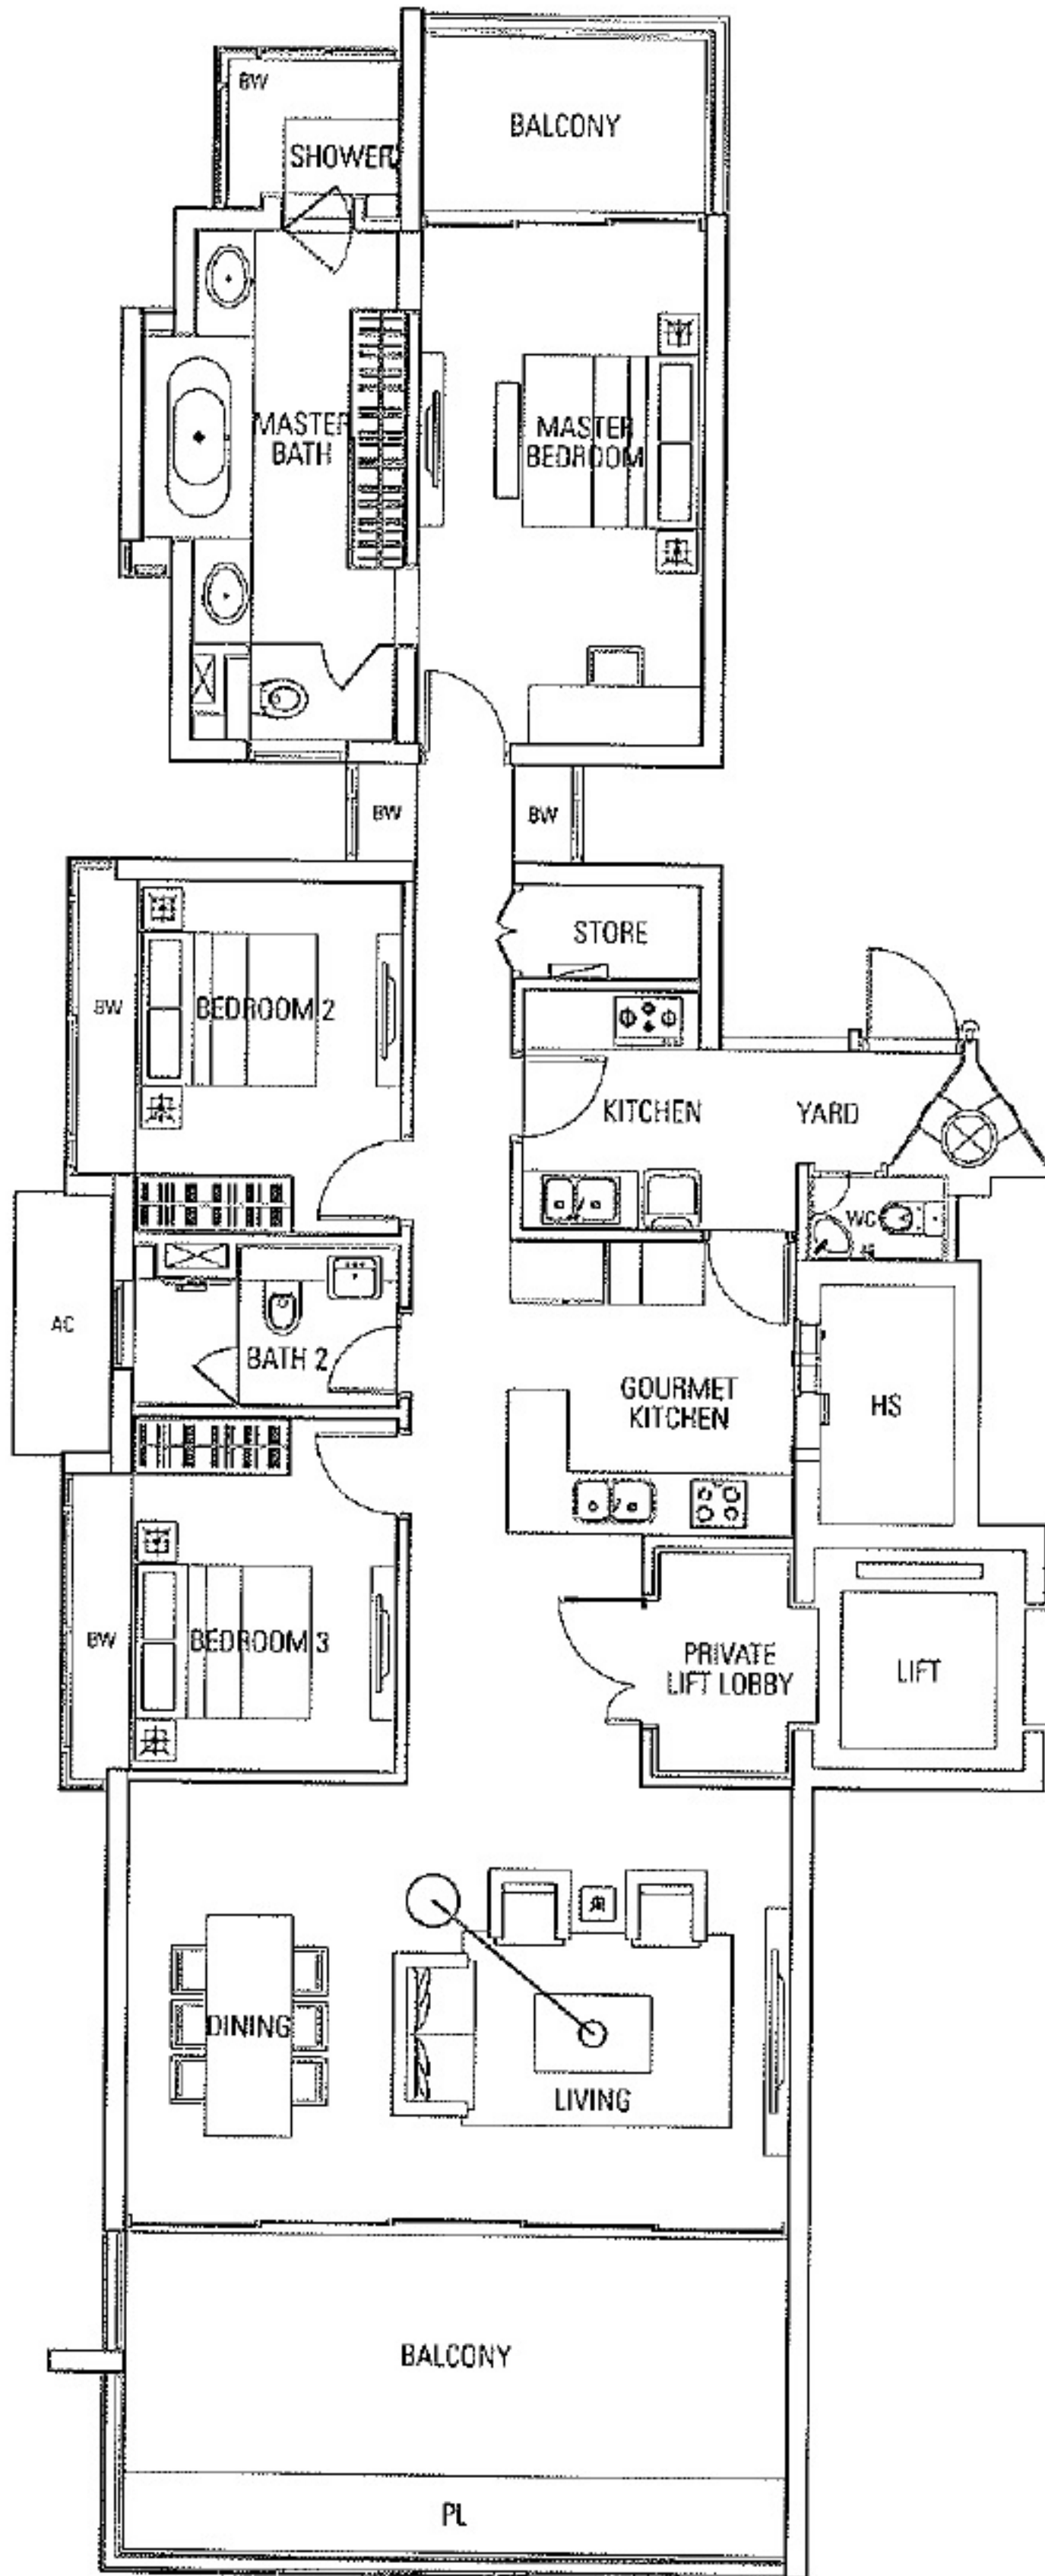 BW
BALCONY
SHOWER
MASTER
BATH
MASTER
BEDROOM
BW
BW
STORE
BW
BEDROOM 2
KITCHEN
YARD
WC
AC
BATH 2
GOURMET
KITCHEN
HS
BW
BEDROOM 3
PRIVATE
LIFT LOBBY
LIFT
DINING
LIVING
BALCONY
PL